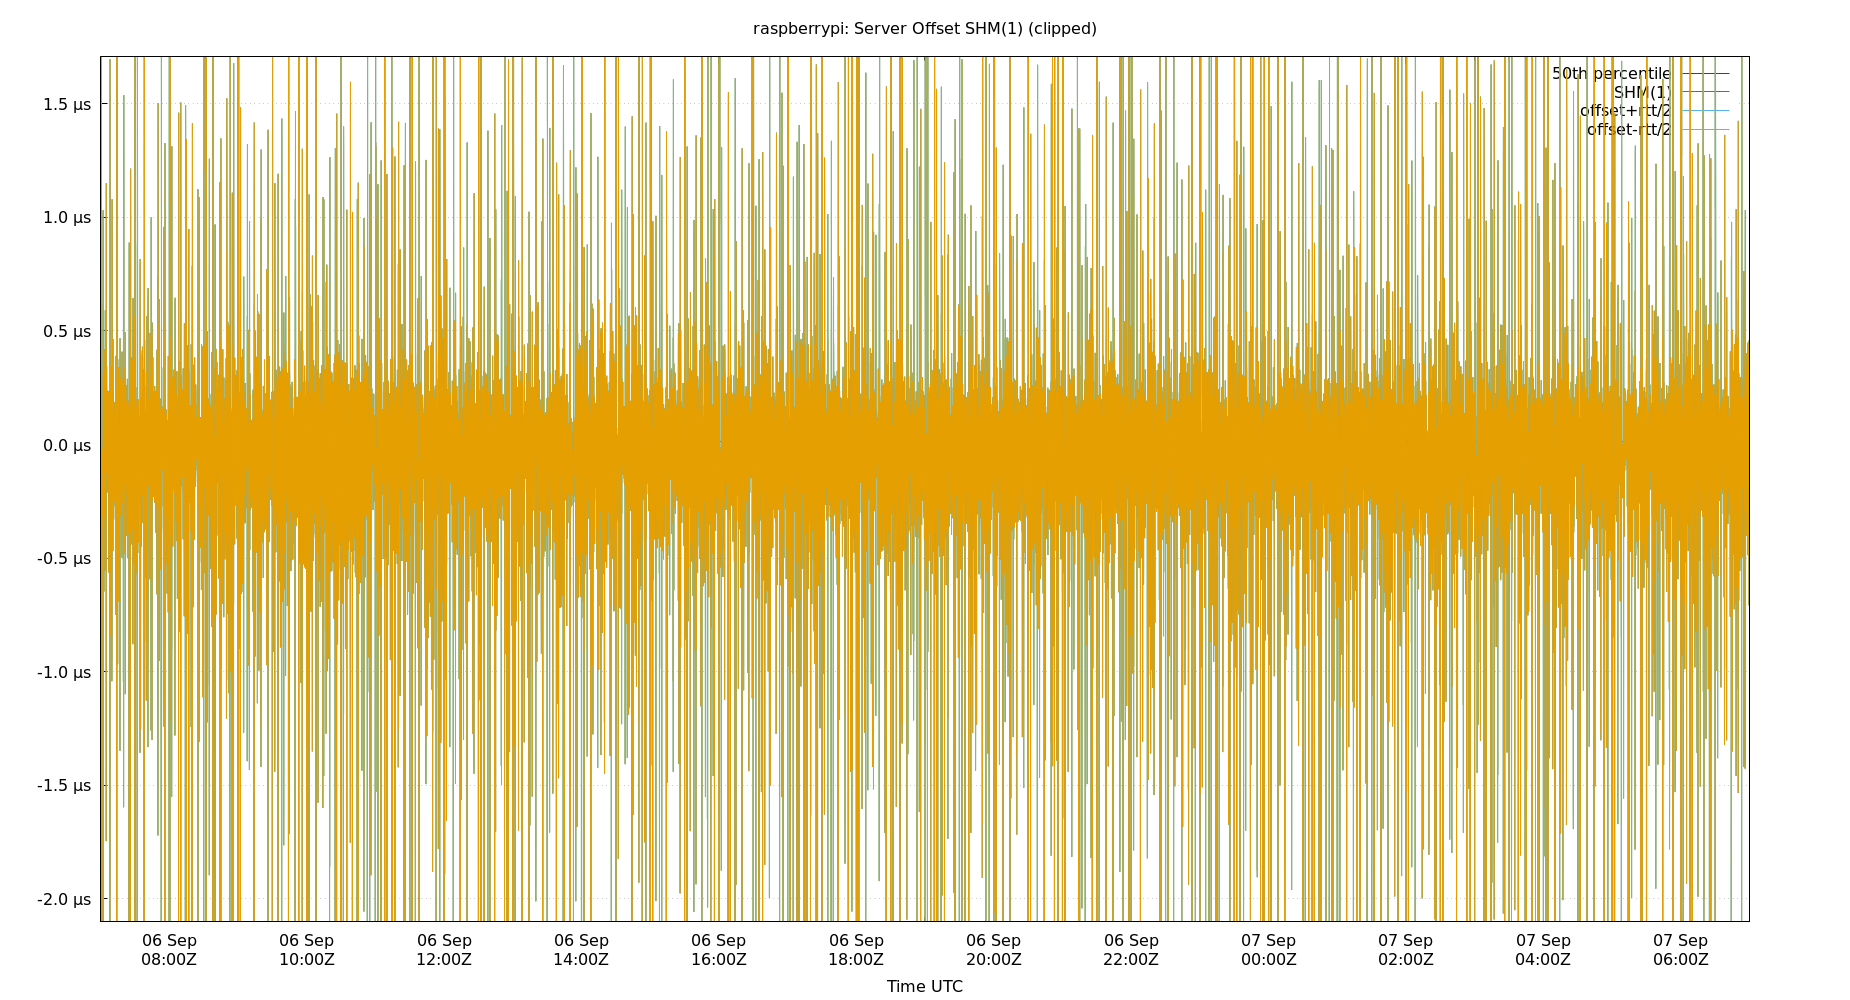 raspberrypi: Server Offset SHM(1) (clipped)
50th percentile
SHM(1)
offset+rtt/2
offset-rtt/2
1.5 µs
1.0 µs
0.5 µs
0.0 µs
-0.5 µs
-1.0 µs
-1.5 µs
-2.0 µs
06 Sep 06 Sep 06 Sep 06 Sep 06 Sep 06 Sep 06 Sep 06 Sep 07 Sep 07 Sep 07 Sep 07 Sep
08:00Z 10:00Z 12:00Z 14:00Z 16:00Z 18:00Z 20:00Z 22:00Z 00:00Z 02:00Z 04:00Z 06:00Z
Time UTC